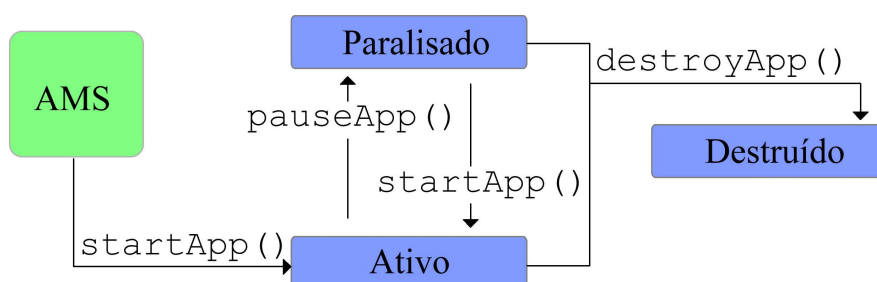 Paralisado
destroyApp()
AMS
pauseApp()
Destruído
startApp()
startApp()
Ativo